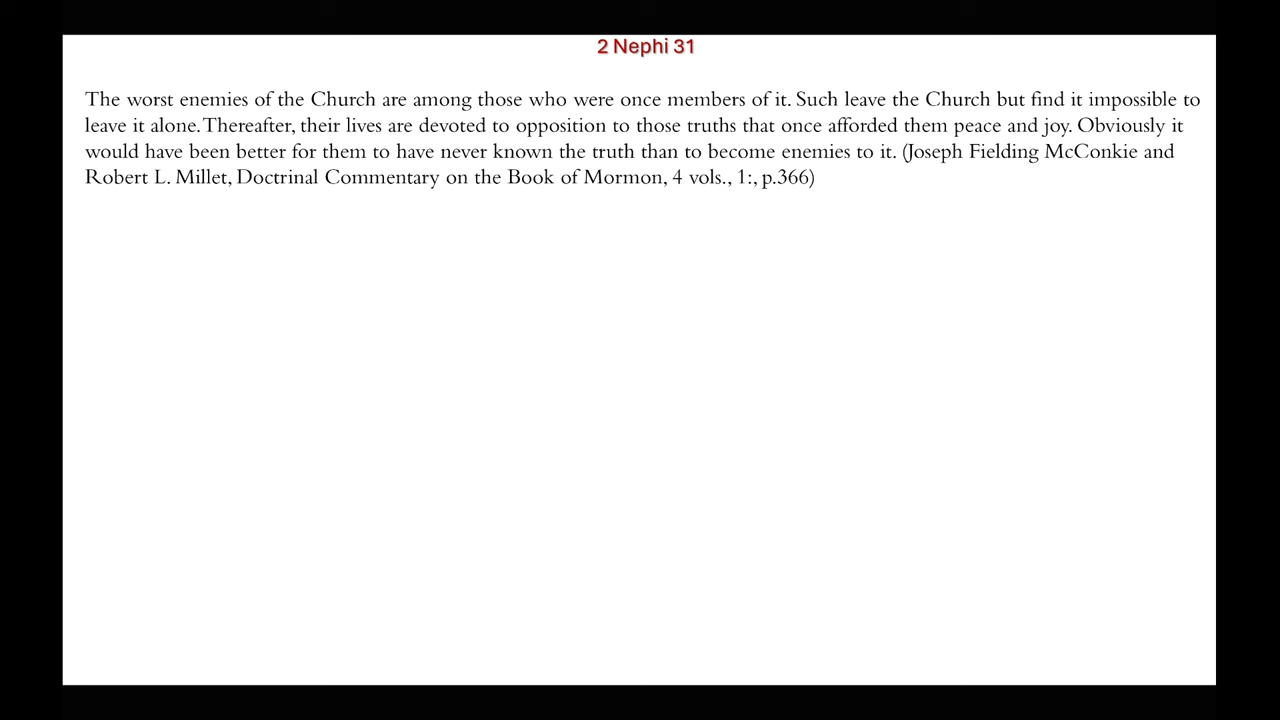 2 Nephi 31
The worst enemies of the Church are among those who were once members of it. Such leave the Church but find it impossible to
leave it alone. Thereafter, their lives are devoted to opposition to those truths that once afforded them peace and joy. Obviously it
would have been better for them to have never known the truth than to become enemies to it. (Joseph Fielding McConkie and
Robert L. Millet, Doctrinal Commentary on the Book of Mormon, 4 vols., 1:, p.366)